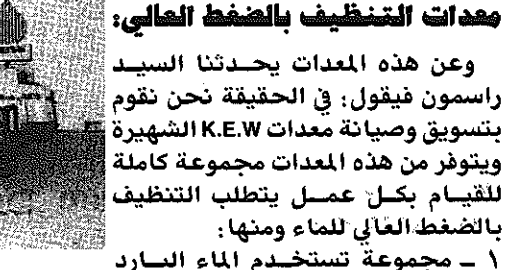 معدات التنظيف بالضغط العالي:
وعن هذه المعدات يحدثنا السيد
راسمون فيقول: في الحقيقة نحن نقوم
بتسويق وصيانة معدات K.E.W الشهيرة
ويتوفر من هذه المعدات مجموعة كاملة
للقيام بكل عمل يتطلب التنظيف
بالضغط العالي للماء ومنها:
١ ـ مجموعة تستخدم الماء البارد